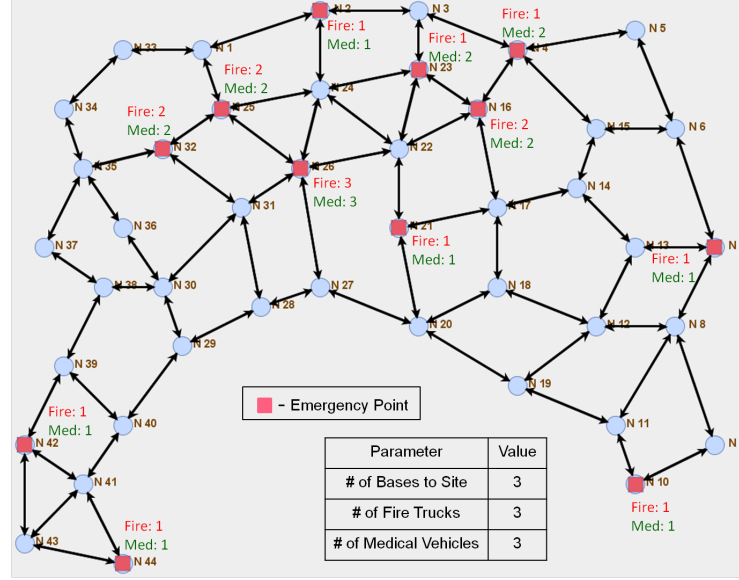 N 2
N 3
Fire: 1
Med: 2
N 4
N 5
Fire: 1
Med: 1
N 33
N 1
Fire: 1
Med: 2
N 23
Fire: 2
Med: 2
N 24
N 25
N 34
Fire: 2
Med: 2
N 16
Fire: 2
Med: 2
N 15
N 6
N 32
N 22
N 35
N 26
Fire: 3
Med: 3
N 14
N 31
N 17
N 36
N 21
Fire: 1
Med: 1
N 37
N 13
N
Fire: 1
Med: 1
N 38
N 30
N 27
N 18
N 28
N 20
N 12
N 8
N 29
N 39
N 19
Fire: 1
Med: 1
N 40
- Emergency Point
N 11
N 42
N
Parameter Value
# of Bases to Site 3
# of Fire Trucks 3
# of Medical Vehicles 3
N 41
N 10
Fire: 1
Med: 1
Fire: 1
Med: 1
N 43
N 44